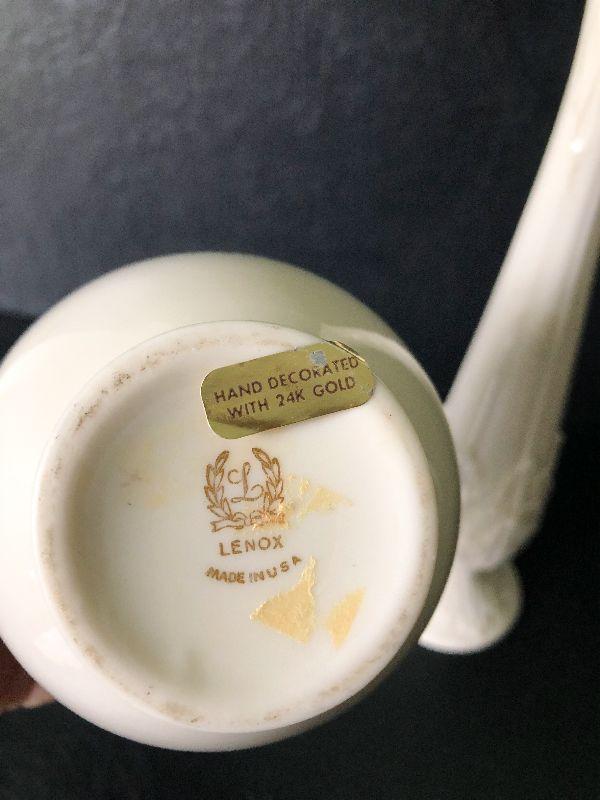 HAND DECORATED
WITH 24K GOLD
L
LENOX
MADE IN USA